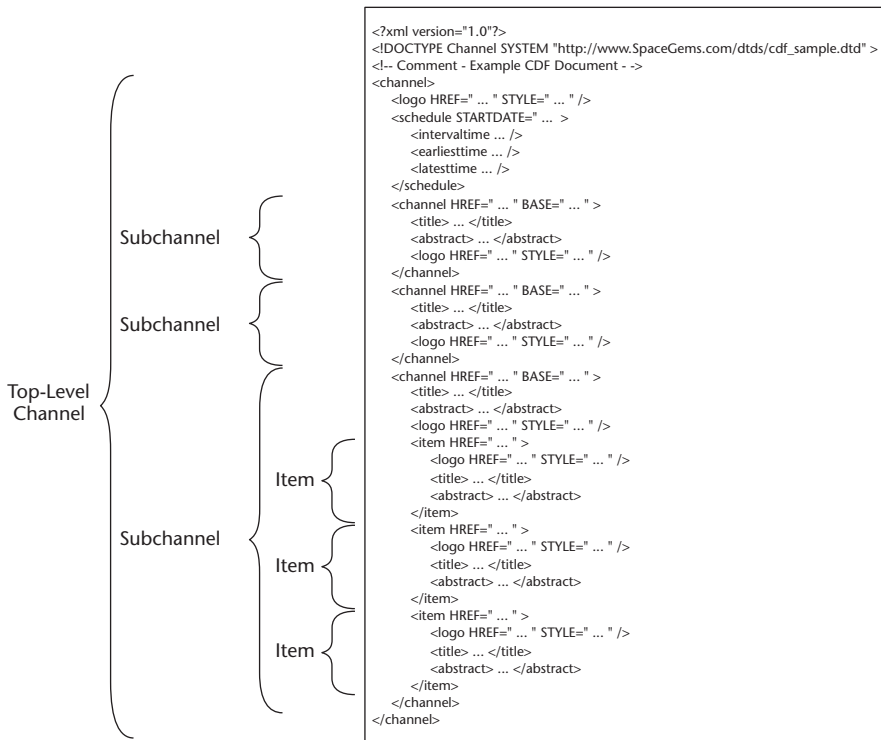 <?xml version="1.0"?>
<!DOCTYPE Channel SYSTEM "http://www.SpaceGems.com/dtds/cdf_sample.dtd" >
<!-- Comment - Example CDF Document - ->
<channel>
<logo HREF=" ... " STYLE=" ... " />
<schedule STARTDATE=" ... >
<intervaltime ... />
<earliesttime ... />
<latesttime ... />
</schedule>
<channel HREF=" ... " BASE=" ... " >
<title> ... </title>
Subchannel
<abstract> ... </abstract>
<logo HREF=" ... " STYLE=" ... " />
</channel>
<channel HREF=" ... " BASE=" ... " >
<title> ... </title>
Subchannel
<abstract> ... </abstract>
<logo HREF=" ... " STYLE=" ... " />
</channel>
<channel HREF=" ... " BASE=" ... " >
Top-Level
Channel
<title> ... </title>
<abstract> ... </abstract>
<logo HREF=" ... " STYLE=" ... " />
<item HREF=" ... " >
<logo HREF=" ... " STYLE=" ... " />
Item
<title> ... </title>
<abstract> ... </abstract>
</item>
<item HREF=" ... " >
Subchannel
<logo HREF=" ... " STYLE=" ... " />
Item
<title> ... </title>
<abstract> ... </abstract>
</item>
<item HREF=" ... " >
<logo HREF=" ... " STYLE=" ... " />
Item
<title> ... </title>
<abstract> ... </abstract>
</item>
</channel>
</channel>